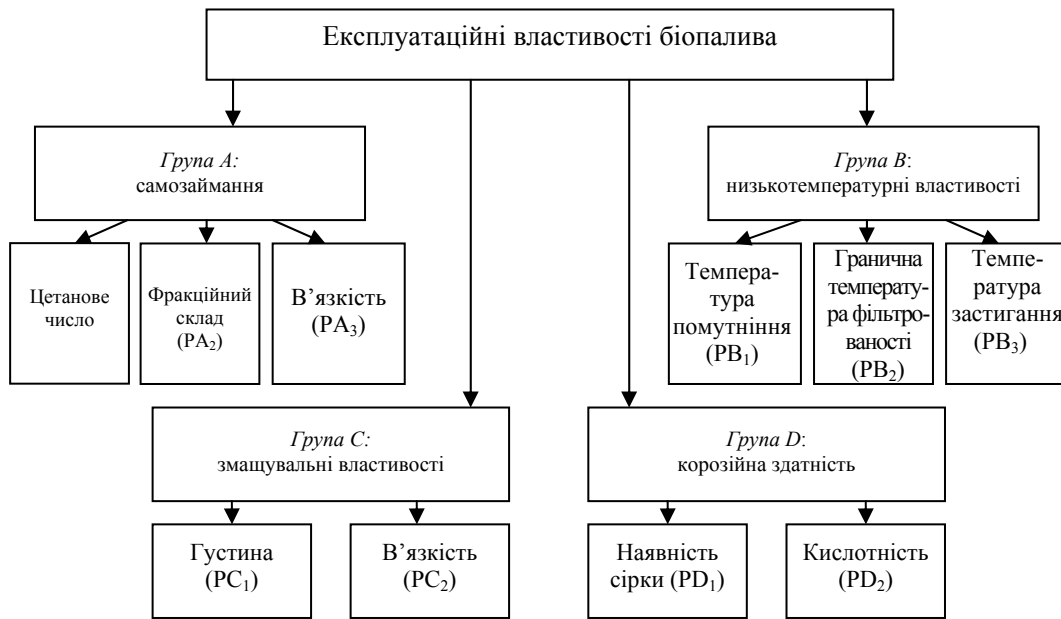 Експлуатаційні властивості біопалива
Група А:
самозаймання
Група В:
низькотемпературні властивості
Цетанове
число
Фракційний
склад
(PA₂)
В’язкість
(PA₃)
Темпера-
тура
помутніння
(PB₁)
Гранична
температу-
ра фільтро-
ваності
(PB₂)
Темпе-
ратура
застигання
(PB₃)
Група С:
змащувальні властивості
Група D:
корозійна здатність
Густина
(PC₁)
В’язкість
(PC₂)
Наявність
сірки (PD₁)
Кислотність
(PD₂)